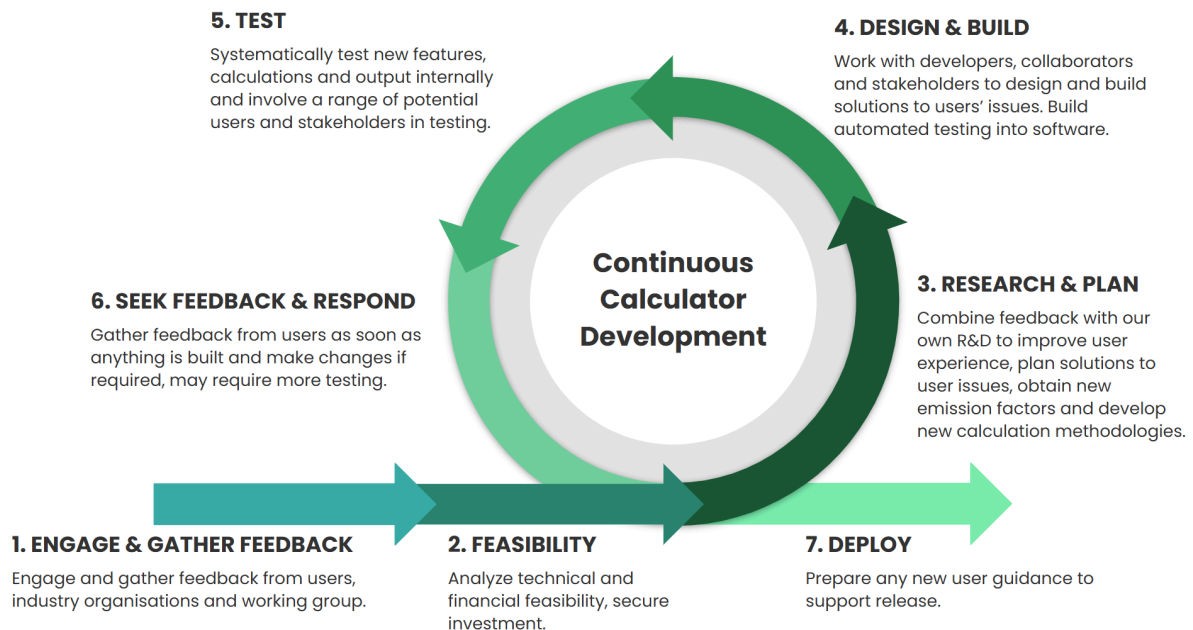 5. TEST
Systematically test new features,
calculations and output internally
and involve a range of potential
users and stakeholders in testing.
4. DESIGN & BUILD
Work with developers, collaborators
and stakeholders to design and build
solutions to users’ issues. Build
automated testing into software.
Continuous
Calculator
Development
6. SEEK FEEDBACK & RESPOND
Gather feedback from users as soon as
anything is built and make changes if
required, may require more testing.
3. RESEARCH & PLAN
Combine feedback with our
own R&D to improve user
experience, plan solutions to
user issues, obtain new
emission factors and develop
new calculation methodologies.
1. ENGAGE & GATHER FEEDBACK
Engage and gather feedback from users,
industry organisations and working group.
2. FEASIBILITY
Analyze technical and
financial feasibility, secure
investment.
7. DEPLOY
Prepare any new user guidance to
support release.